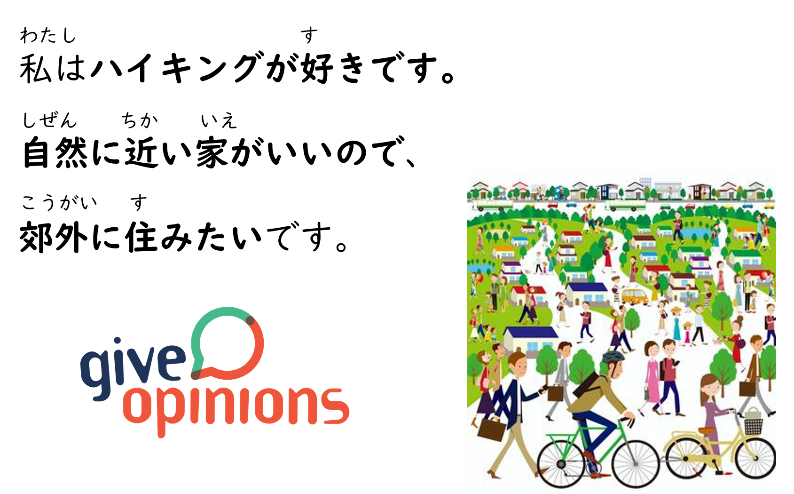 わたし す
私はハイキングが好きです。
しぜん ちか いえ
自然に近い家がいいので、
こうがい す
郊外に住みたいです。
give
opinions